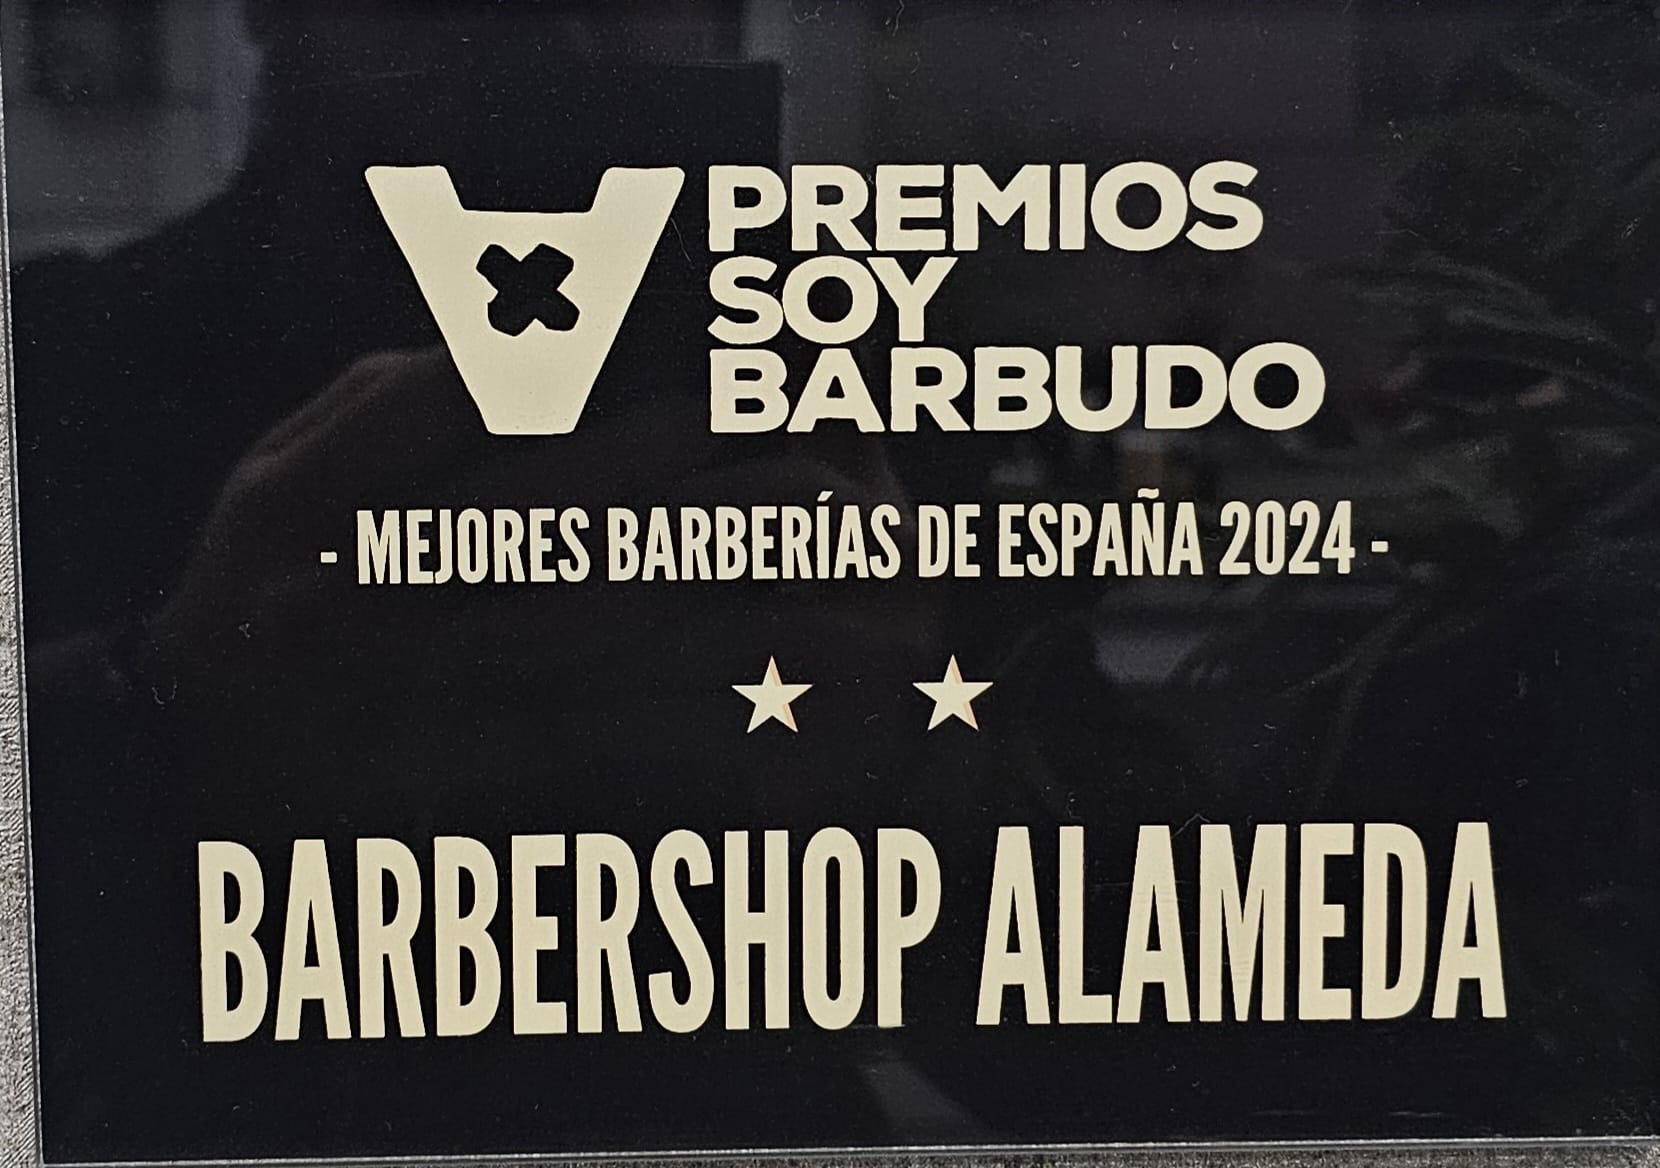 PREMIOS
SOY
BARBUDO
- MEJORES BARBERÍAS DE ESPAÑA 2024 -
BARBERSHOP ALAMEDA